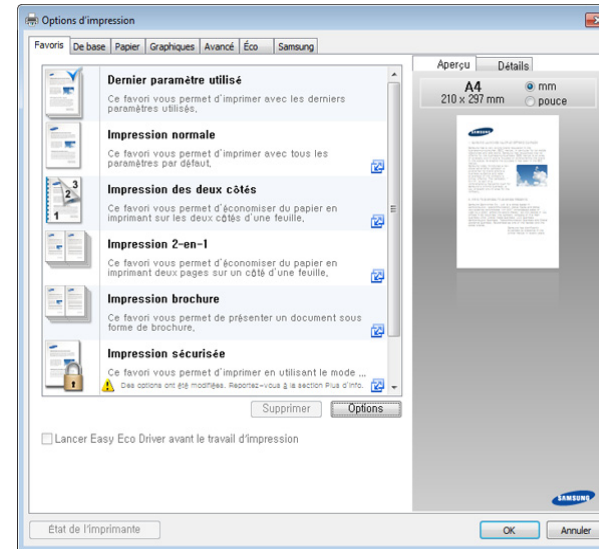 Options d'impression
Favoris De base Papier Graphiques Avancé Éco Samsung
Dernier paramètre utilisé
Ce favori vous permet d'imprimer avec les derniers
paramètres utilisés,
Impression normale
Ce favori vous permet d'imprimer avec tous les
paramètres par défaut,
Impression des deux côtés
Ce favori vous permet d'économiser du papier en
imprimant sur les deux côtés d'une feuille,
Impression 2-en-1
Ce favori vous permet d'économiser du papier en
imprimant deux pages sur un côté d'une feuille,
Impression brochure
Ce favori vous permet de présenter un document sous
forme de brochure,
Impression sécurisée
Ce favori vous permet d'imprimer en utilisant le mode ...
Des options ont été modifiées. Reportez-vous à la section Plus d'info.
Supprimer Options
Lancer Easy Eco Driver avant le travail d'impression
Aperçu Détails
A4
210 x 297 mm
mm
pouce
SAMSUNG
SAMSUNG
État de l'imprimante
OK Annuler